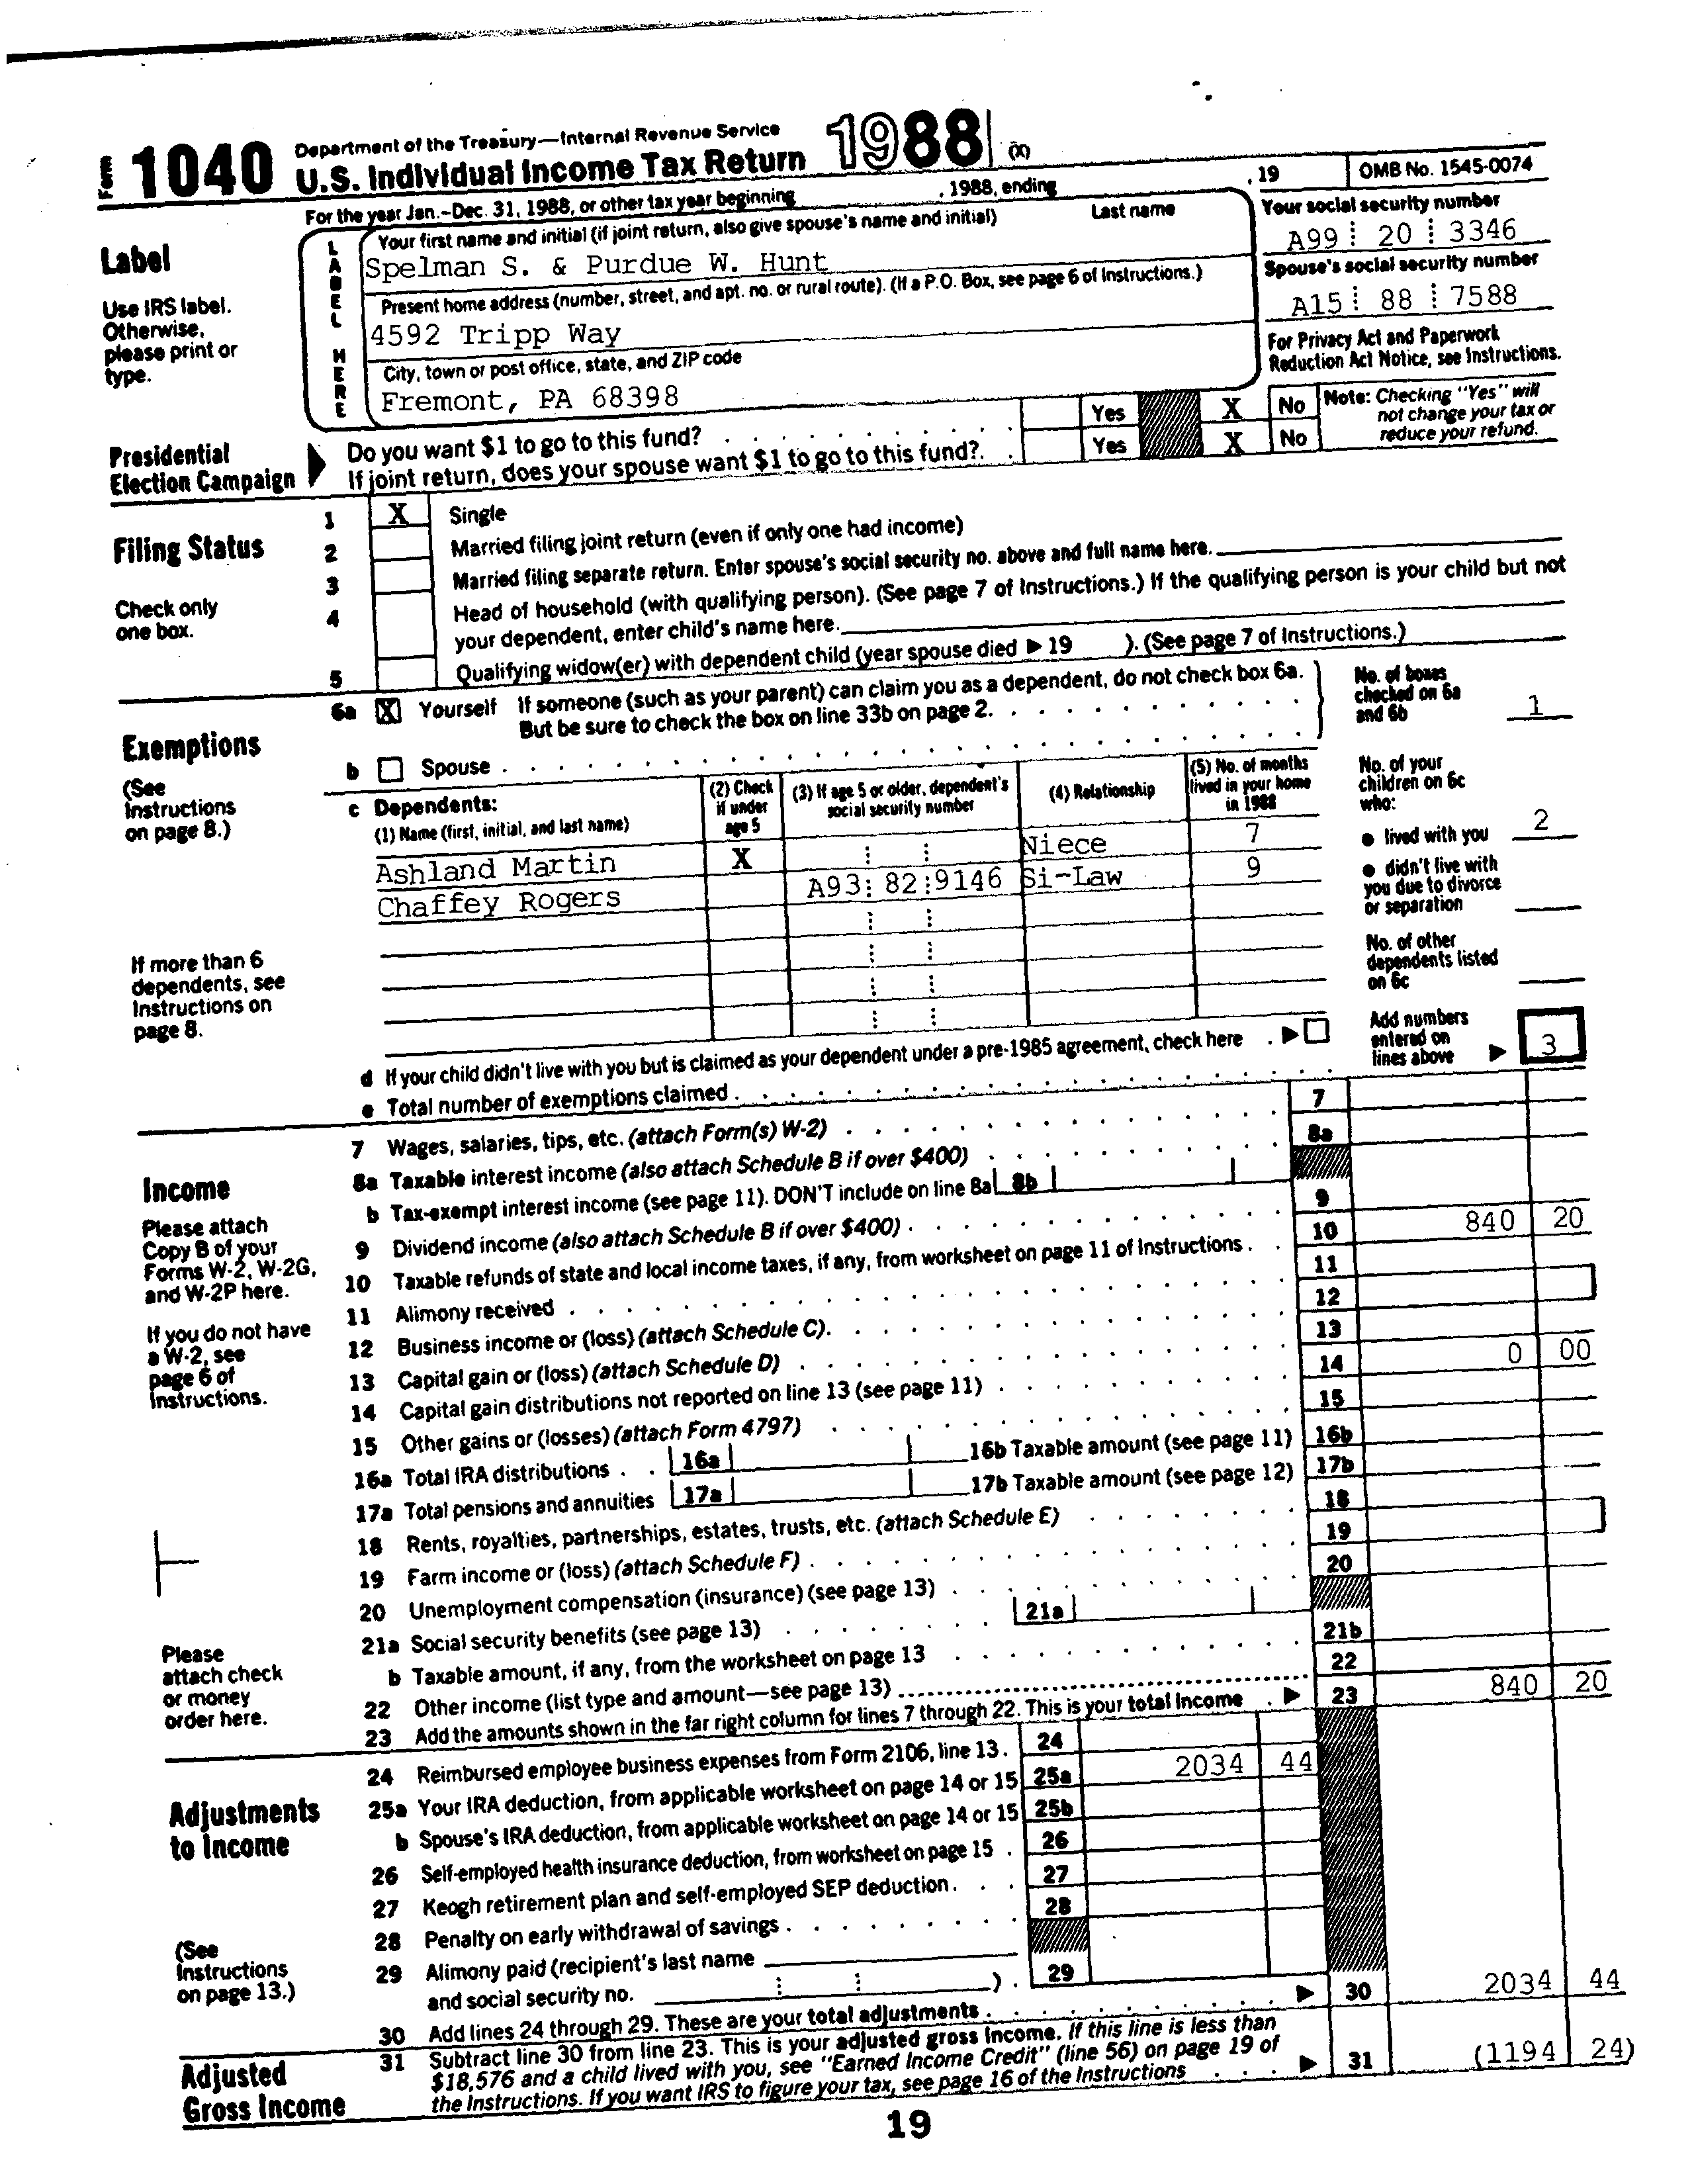 Form 1040 Department of the Treasury—Internal Revenue Service
U.S. Individual Income Tax Return 1988 (X)
For the year Jan.–Dec. 31, 1988, or other tax year beginning , 1988, ending , 19 OMB No. 1545-0074
Label
Use IRS label.
Otherwise,
please print or
type.
LABEL HERE
Your first name and initial (if joint return, also give spouse's name and initial) Last name
Spelman S. & Purdue W. Hunt
Present home address (number, street, and apt. no. or rural route). (If a P.O. Box, see page 6 of Instructions.)
4592 Tripp Way
City, town or post office, state, and ZIP code
Fremont, PA 68398
Your social security number
A99 20 3346
Spouse's social security number
A15 88 7588
For Privacy Act and Paperwork
Reduction Act Notice, see Instructions.
Presidential
Election Campaign
Do you want $1 to go to this fund? Yes X No
If joint return, does your spouse want $1 to go to this fund?. Yes X No
Note: Checking "Yes" will
not change your tax or
reduce your refund.
Filing Status
Check only
one box.
1 X Single
2 Married filing joint return (even if only one had income)
3 Married filing separate return. Enter spouse's social security no. above and full name here.
4 Head of household (with qualifying person). (See page 7 of Instructions.) If the qualifying person is your child but not
your dependent, enter child's name here.
5 Qualifying widow(er) with dependent child (year spouse died ▶ 19 ). (See page 7 of Instructions.)
Exemptions
(See
Instructions
on page 8.)
6a X Yourself If someone (such as your parent) can claim you as a dependent, do not check box 6a.
But be sure to check the box on line 33b on page 2.
b Spouse
No. of boxes
checked on 6a
and 6b 1
c Dependents:
(1) Name (first, initial, and last name)
(2) Check
if under
age 5
(3) If age 5 or older, dependent's
social security number
(4) Relationship
(5) No. of months
lived in your home
in 1988
Ashland Martin X Niece 7
Chaffey Rogers A93 82 9146 Si-Law 9
No. of your
children on 6c
who:
● lived with you 2
● didn't live with
you due to divorce
or separation
No. of other
dependents listed
on 6c
If more than 6
dependents, see
Instructions on
page 8.
d If your child didn't live with you but is claimed as your dependent under a pre-1985 agreement, check here ▶
e Total number of exemptions claimed
Add numbers
entered on
lines above ▶ 3
Income
Please attach
Copy B of your
Forms W-2, W-2G,
and W-2P here.
If you do not have
a W-2, see
page 6 of
Instructions.
Please
attach check
or money
order here.
7 Wages, salaries, tips, etc. (attach Form(s) W-2) 7
8a Taxable interest income (also attach Schedule B if over $400) 8a
b Tax-exempt interest income (see page 11). DON'T include on line 8a 8b
9 Dividend income (also attach Schedule B if over $400) 9
10 Taxable refunds of state and local income taxes, if any, from worksheet on page 11 of Instructions 10 840 20
11 Alimony received 11
12 Business income or (loss) (attach Schedule C). 12
13 Capital gain or (loss) (attach Schedule D) 13
14 Capital gain distributions not reported on line 13 (see page 11) 14 0 00
15 Other gains or (losses) (attach Form 4797) 15
16a Total IRA distributions 16a 16b Taxable amount (see page 11) 16b
17a Total pensions and annuities 17a 17b Taxable amount (see page 12) 17b
18 Rents, royalties, partnerships, estates, trusts, etc. (attach Schedule E) 18
19 Farm income or (loss) (attach Schedule F) 19
20 Unemployment compensation (insurance) (see page 13) 20
21a Social security benefits (see page 13) 21a
b Taxable amount, if any, from the worksheet on page 13 21b
22 Other income (list type and amount—see page 13) 22
23 Add the amounts shown in the far right column for lines 7 through 22. This is your total income ▶ 23 840 20
Adjustments
to Income
(See
Instructions
on page 13.)
24 Reimbursed employee business expenses from Form 2106, line 13. 24
25a Your IRA deduction, from applicable worksheet on page 14 or 15 25a 2034 44
b Spouse's IRA deduction, from applicable worksheet on page 14 or 15 25b
26 Self-employed health insurance deduction, from worksheet on page 15 26
27 Keogh retirement plan and self-employed SEP deduction 27
28 Penalty on early withdrawal of savings 28
29 Alimony paid (recipient's last name
and social security no. ). 29
30 Add lines 24 through 29. These are your total adjustments ▶ 30 2034 44
Adjusted
Gross Income
31 Subtract line 30 from line 23. This is your adjusted gross income. If this line is less than
$18,576 and a child lived with you, see "Earned Income Credit" (line 56) on page 19 of
the Instructions. If you want IRS to figure your tax, see page 16 of the Instructions ▶ 31 (1194 24)
19